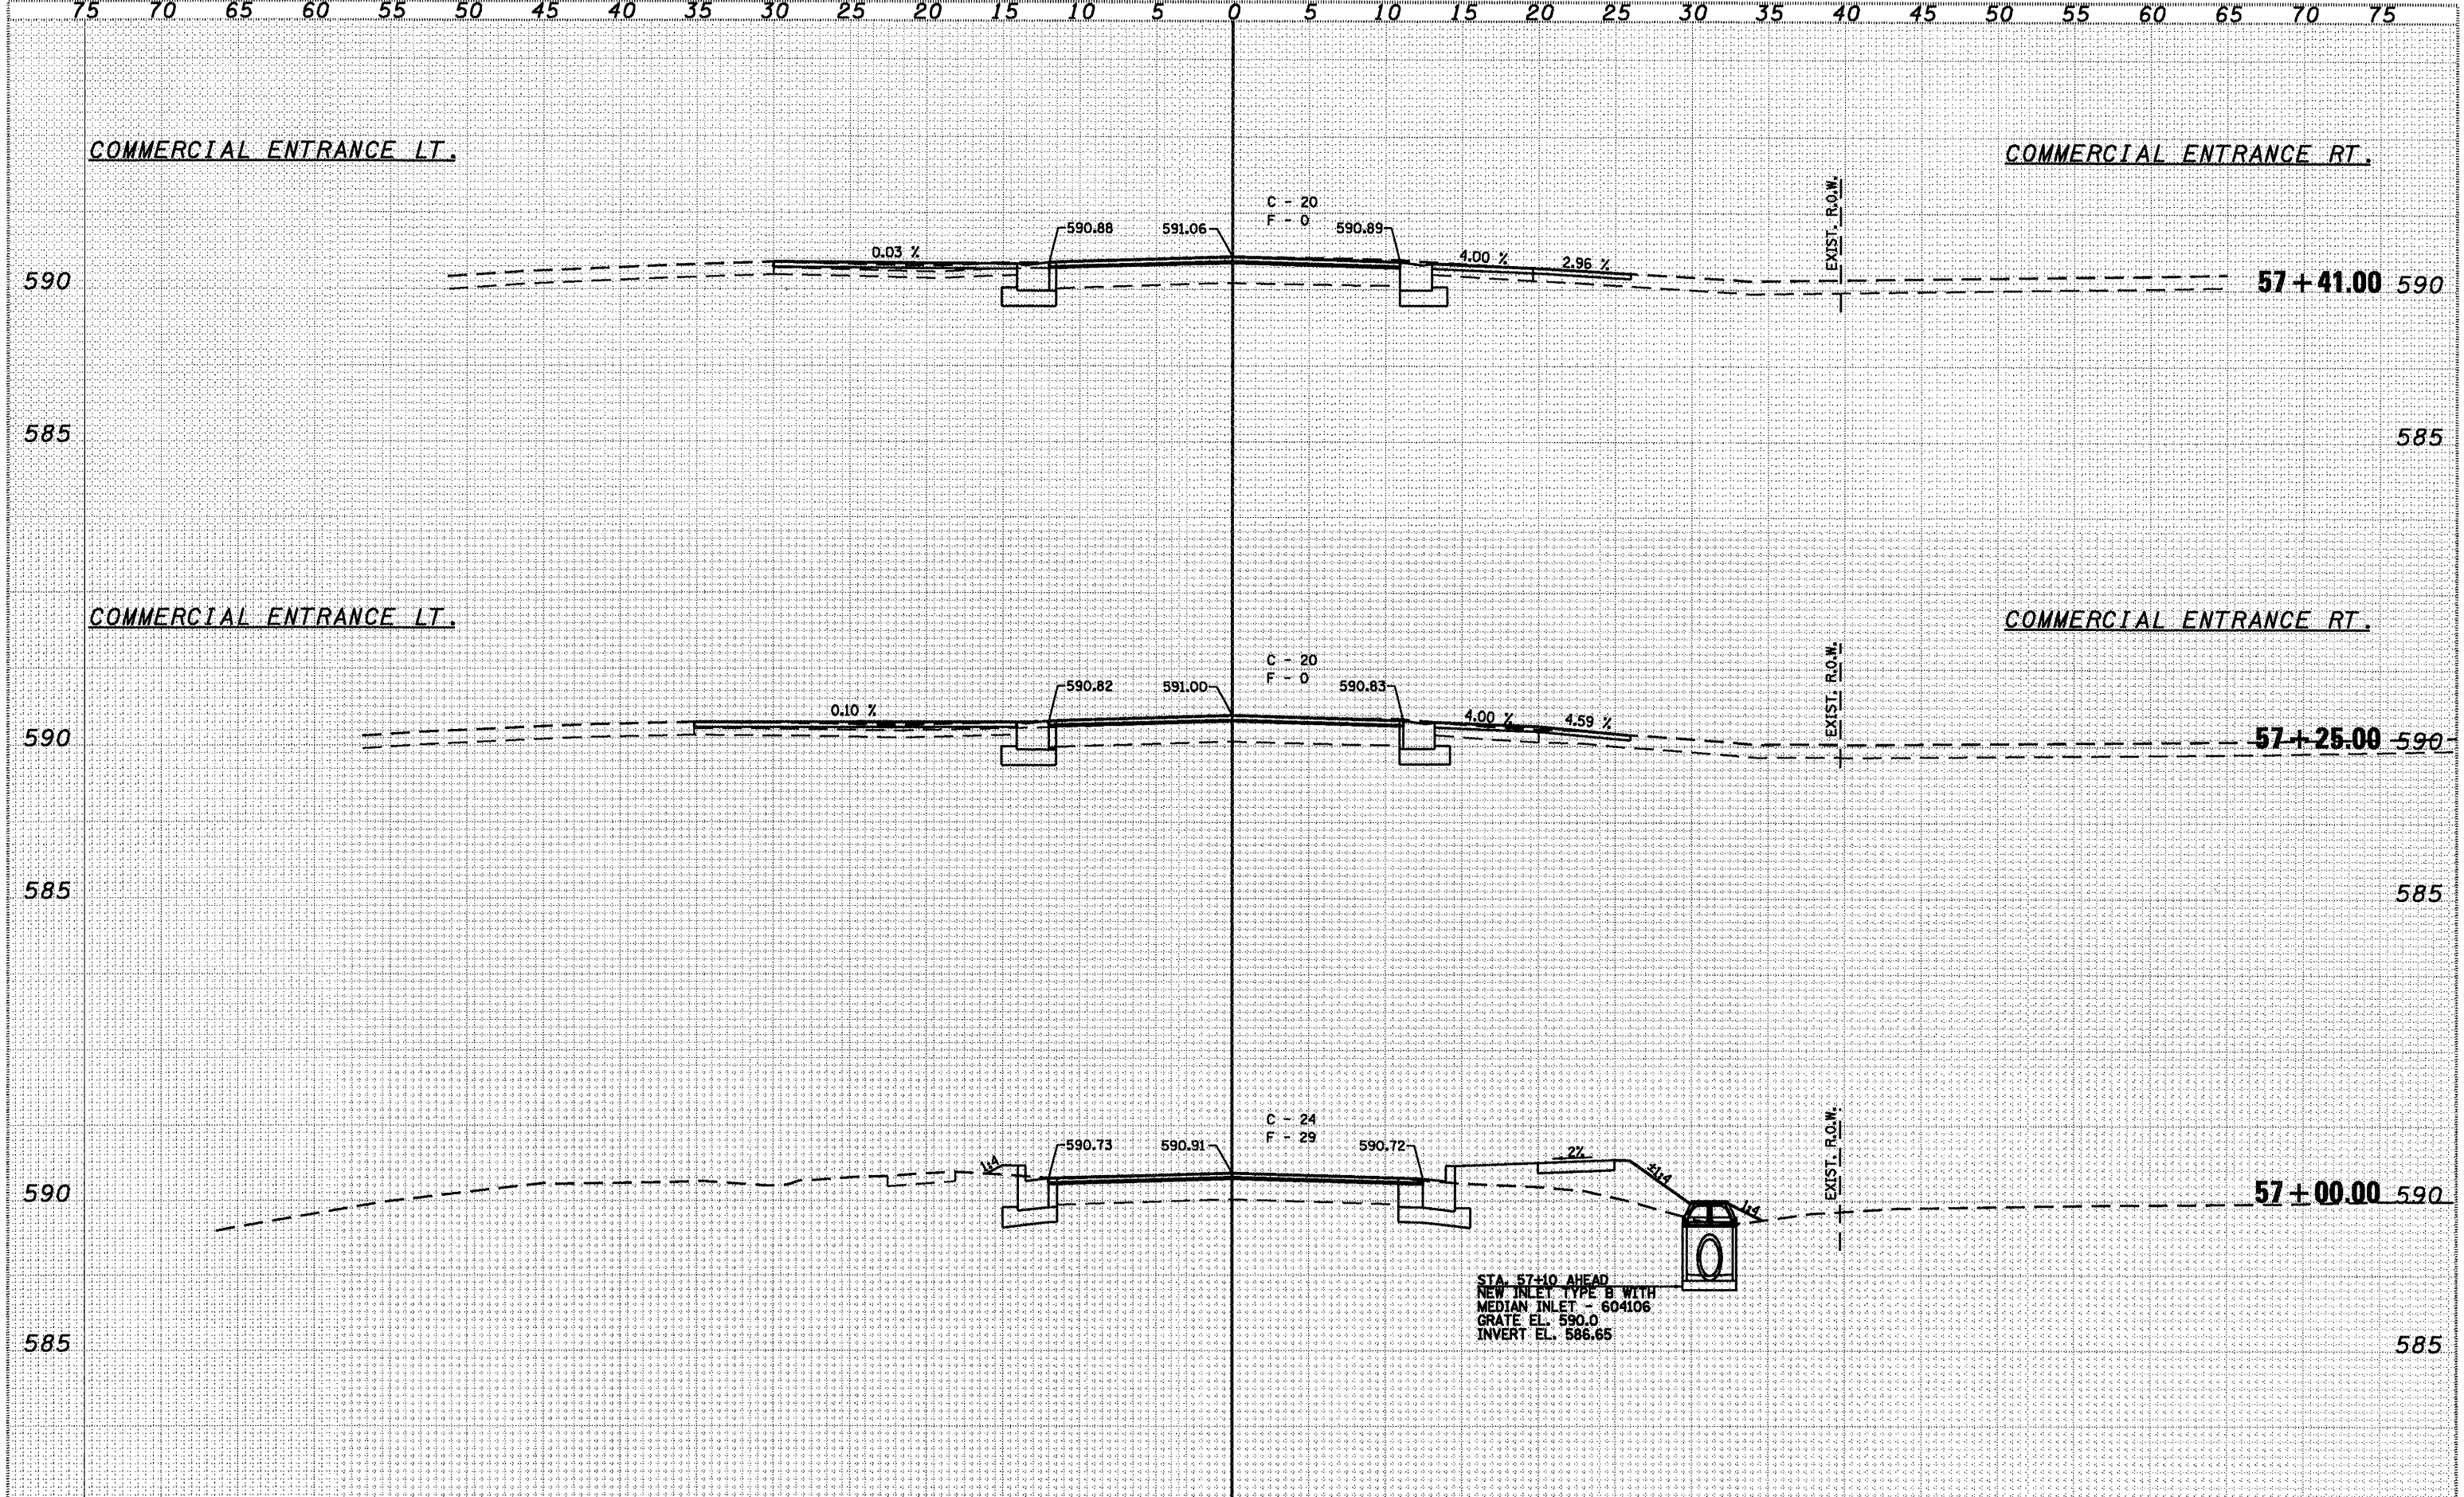 75 70 65 60 55 50 45 40 35 30 25 20 15 10 5 0 5 10 15 20 25 30 35 40 45 50 55 60 65 70 75
COMMERCIAL ENTRANCE LT.
COMMERCIAL ENTRANCE RT.
EXIST. R.O.W.
C - 20
F - 0
590.88
591.06
590.89
0.03 %
4.00 %
2.96 %
590
57+41.00
590
585
585
COMMERCIAL ENTRANCE LT.
COMMERCIAL ENTRANCE RT.
EXIST. R.O.W.
C - 20
F - 0
590.82
591.00
590.83
0.10 %
4.00 %
4.59 %
590
57+25.00
590
585
585
EXIST. R.O.W.
C - 24
F - 29
590.73
590.91
590.72
1:4
2%
±1:4
1:4
590
57+00.00
590
STA. 57+10 AHEAD
NEW INLET TYPE B WITH
MEDIAN INLET - 604106
GRATE EL. 590.0
INVERT EL. 586.65
585
585